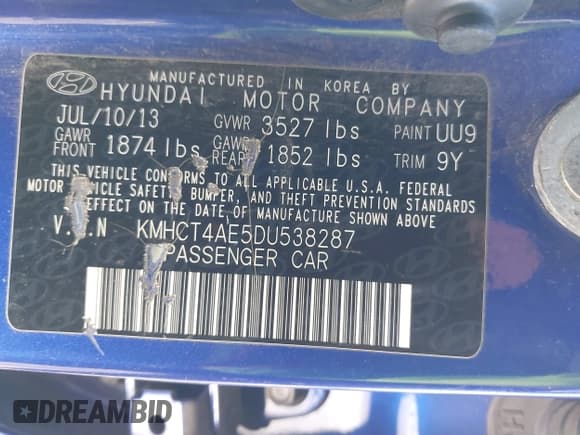 MANUFACTURED IN KOREA BY
HYUNDAI MOTOR COMPANY
JUL/10/13 GVWR 3527 lbs PAINT UU9
GAWR FRONT 1874 lbs GAWR REAR 1852 lbs TRIM 9Y
THIS VEHICLE CONFORMS TO ALL APPLICABLE U.S.A. FEDERAL
MOTOR VEHICLE SAFETY, BUMPER, AND THEFT PREVENTION STANDARDS
IN EFFECT ON THE DATE OF MANUFACTURE SHOWN ABOVE
V.I.N KMHCT4AE5DU538287
PASSENGER CAR
DREAMBID